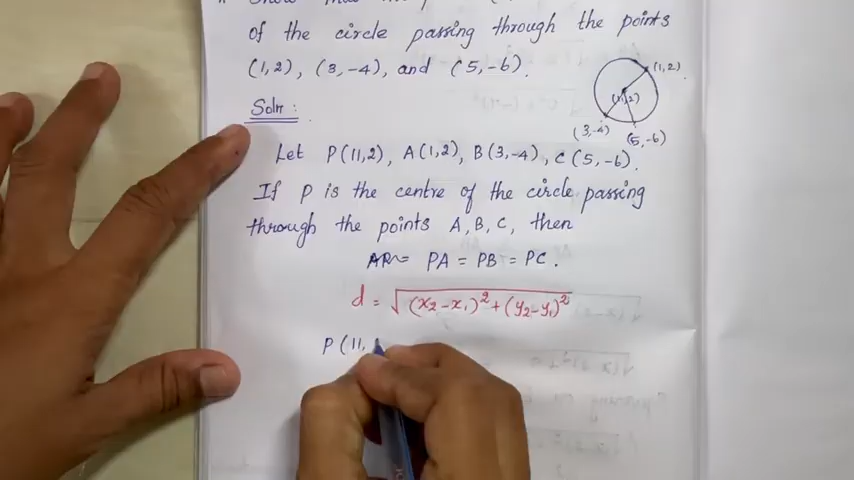 of the circle passing through the points
(1,2), (3,-4), and (5,-6).
Soln:
(1,2)
(11,2)
(3,-4)
(5,-6)
Let P(11,2), A(1,2), B(3,-4), C(5,-6).
If P is the centre of the circle passing
through the points A, B, C, then
PA = PB = PC.
d = √(x₂-x₁)²+(y₂-y₁)²
P(11,